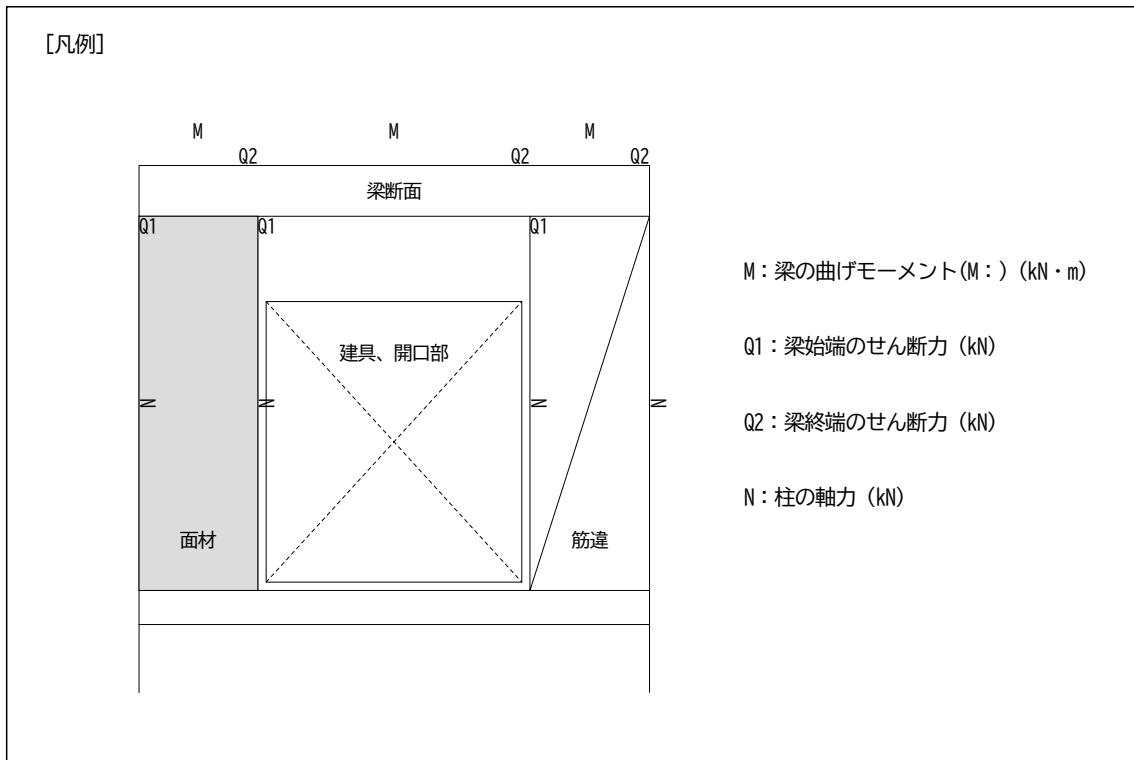 [凡例]
M M M
Q2 Q2 Q2
梁断面
Q1 Q1 Q1
M：梁の曲げモーメント(M：) (kN・m)
建具、開口部
Q1：梁始端のせん断力 (kN)
N N N N
Q2：梁終端のせん断力 (kN)
N：柱の軸力 (kN)
面材 筋違